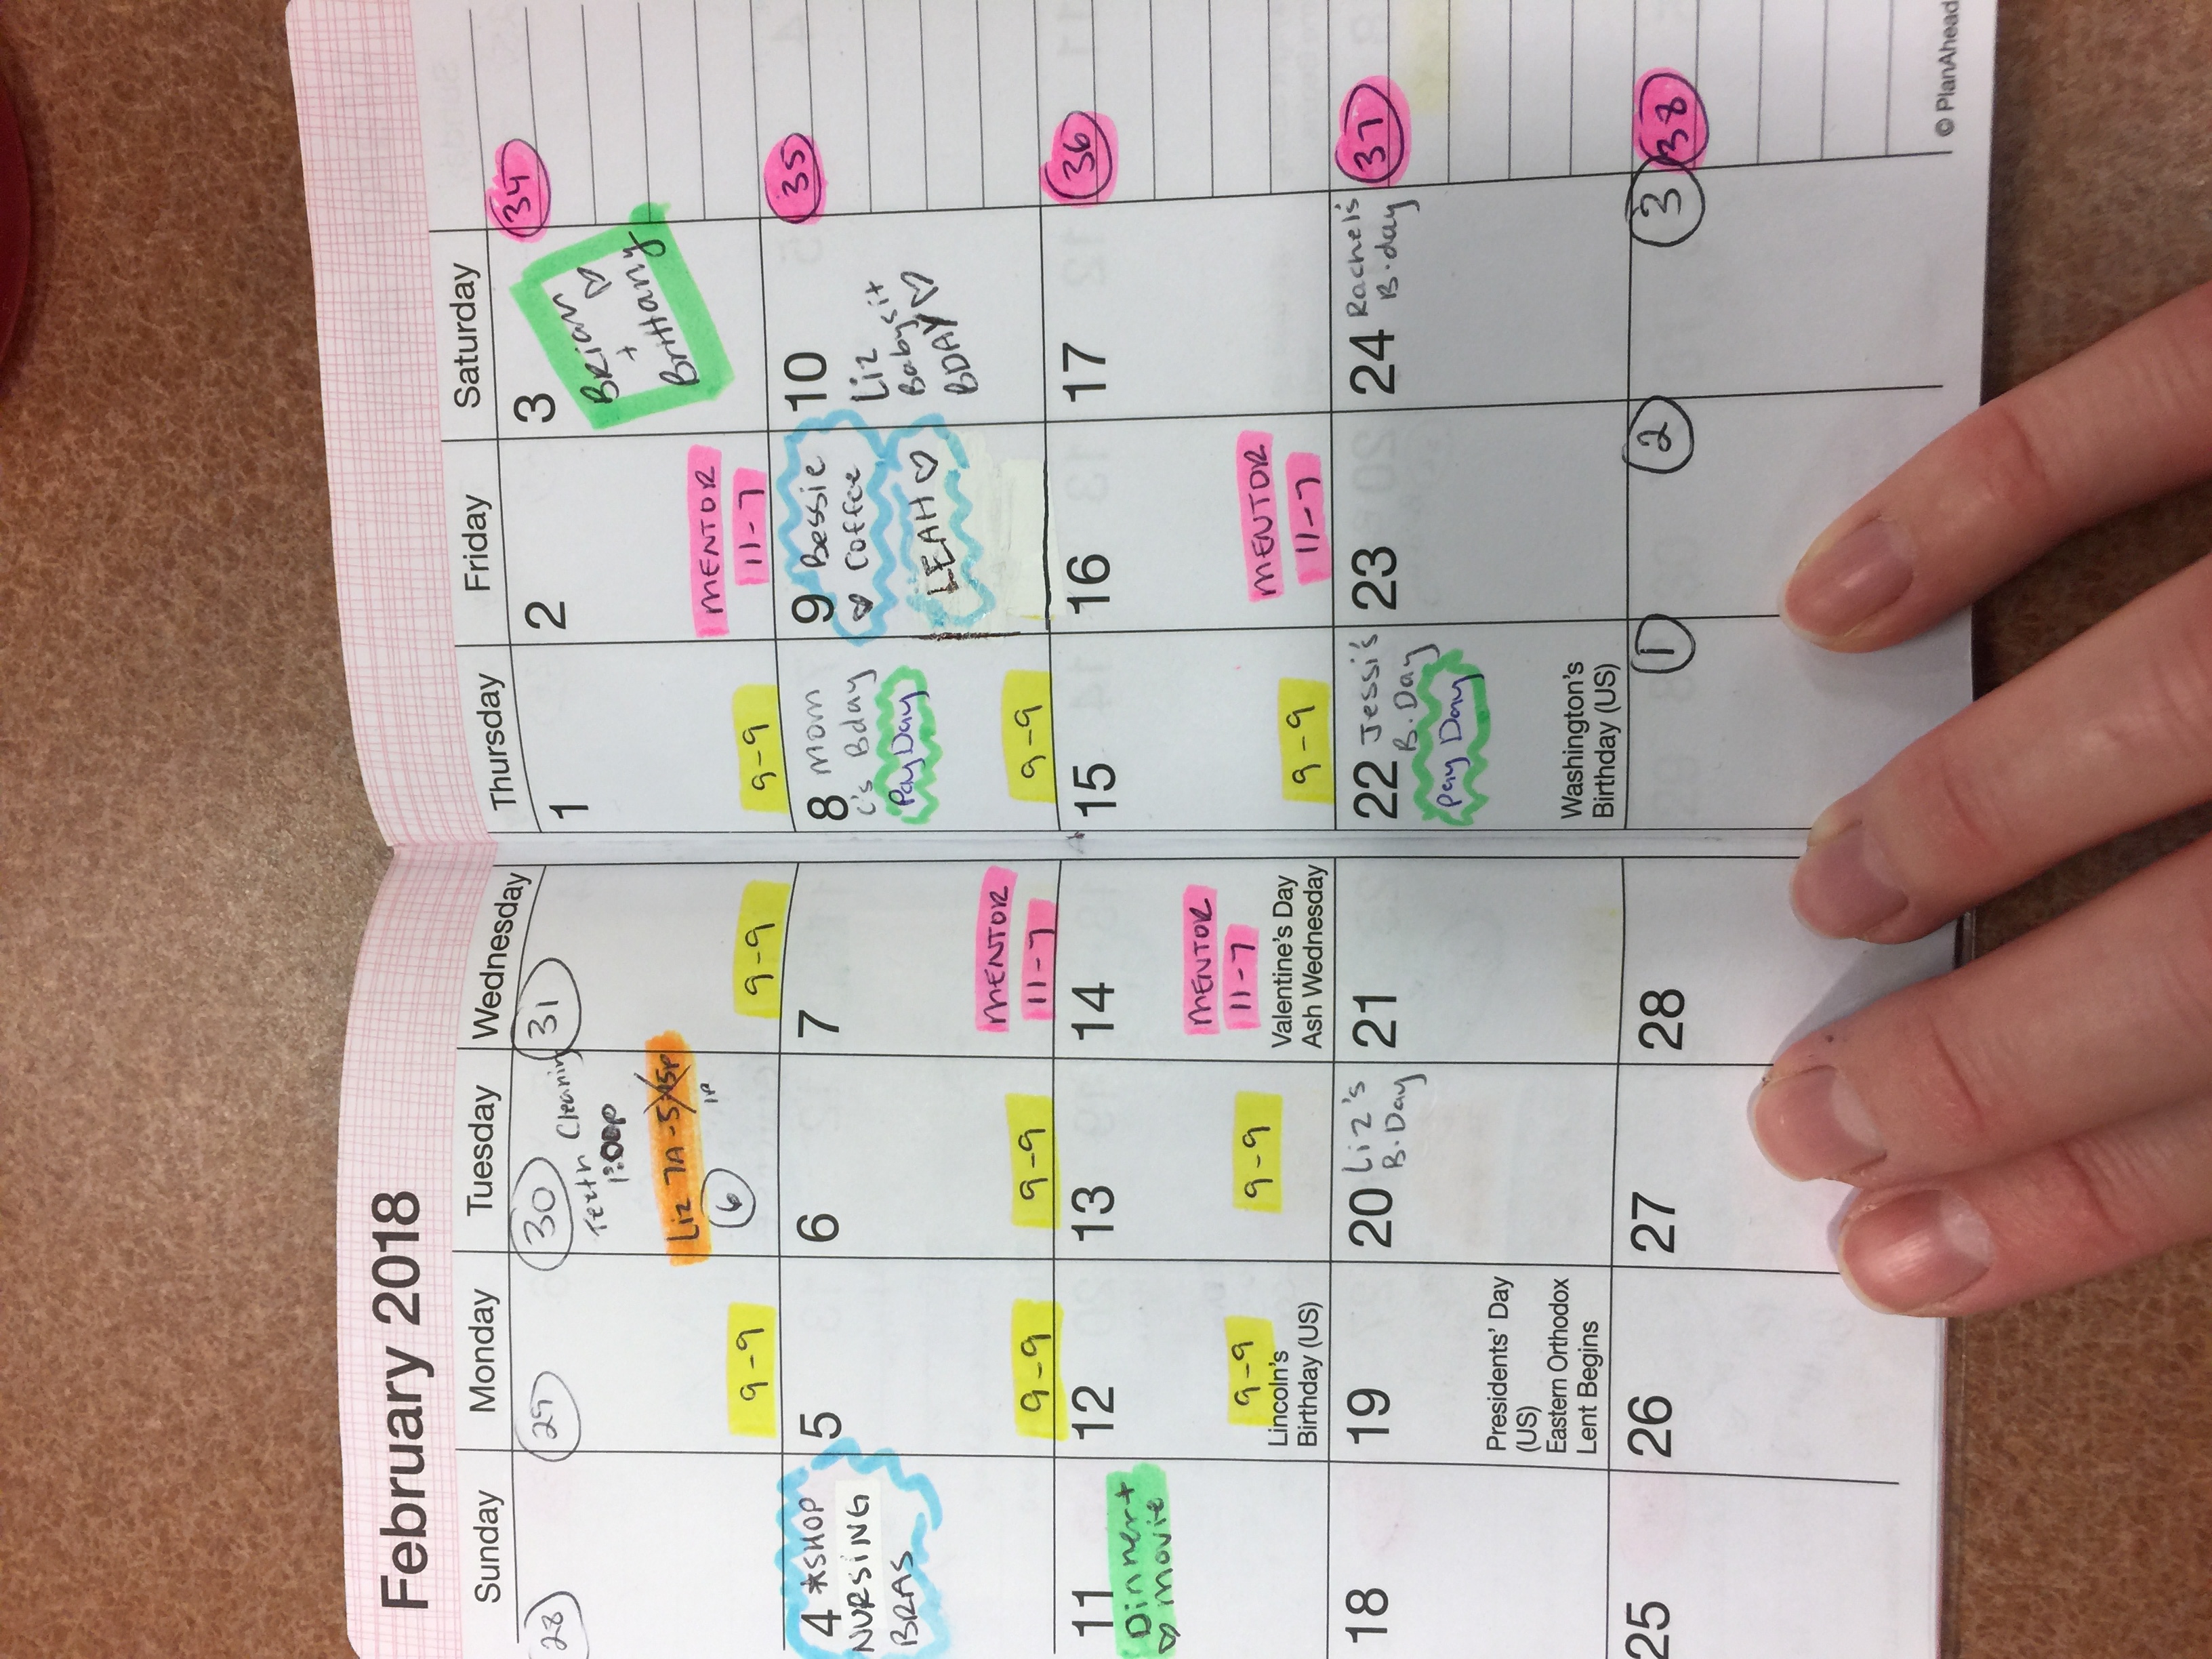 February 2018
Sunday Monday Tuesday Wednesday Thursday Friday Saturday
28
29
30
Teeth Cleaning
1:00p
Liz 7A-5:45p
1P
6
31
1
2
3
Brian
+
Brittany
34
9-9
9-9
9-9
MENTOR
11-7
4 *SHOP
NURSING
BRAS
5
9-9
6
9-9
7
MENTOR
11-7
8 Mom
C's Bday
Pay Day
9-9
9 Bessie
Coffee
LEAH
10
Liz
Babysit
BDAY
35
11
Dinner +
movie
12
9-9
Lincoln's
Birthday (US)
13
9-9
14
MENTOR
11-7
Valentine's Day
Ash Wednesday
15
9-9
16
MENTOR
11-7
17
36
18
19
Presidents' Day
(US)
Eastern Orthodox
Lent Begins
20 Liz's
B.Day
21
22 Jessi's
B.Day
Pay Day
Washington's
Birthday (US)
23
24 Rachel's
B.day
37
25
26
27
28
1
2
3
38
© PlanAhead